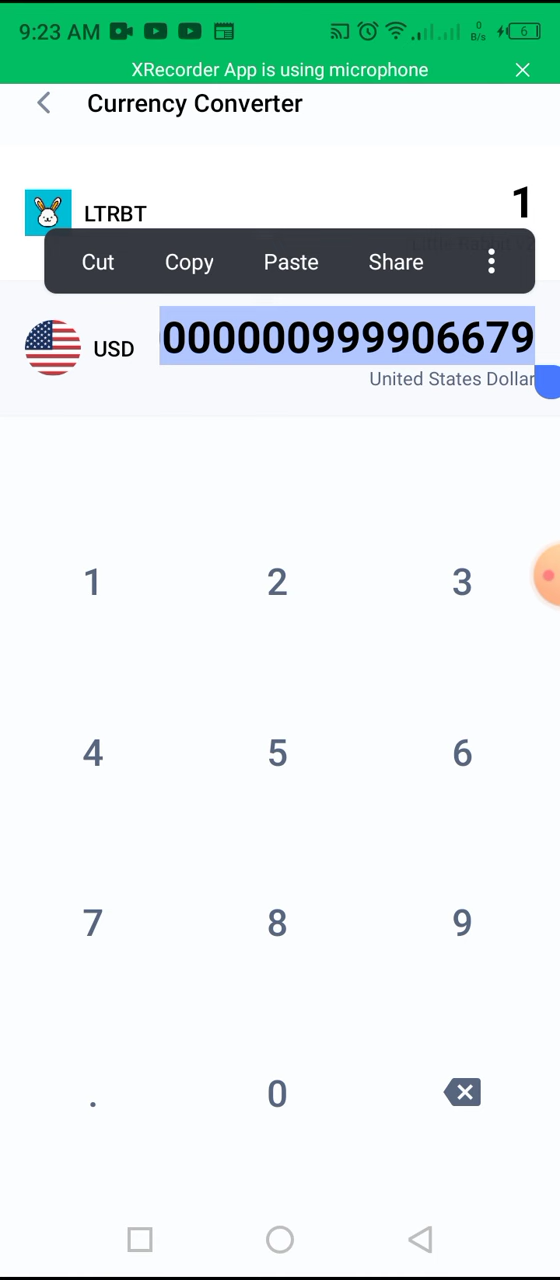 9:23 AM
0
B/s
6
XRecorder App is using microphone
Currency Converter
LTRBT
1
Cut Copy Paste Share
USD
000000999906679
United States Dollar
1 2 3
4 5 6
7 8 9
. 0